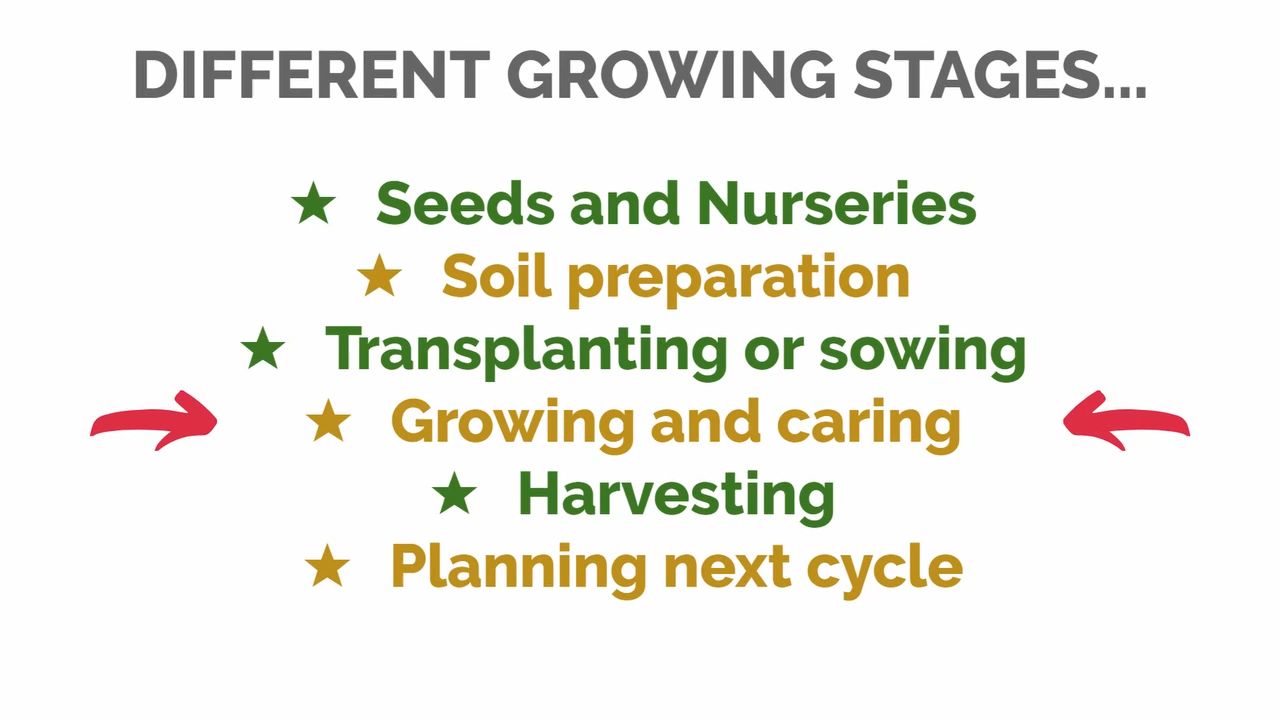 DIFFERENT GROWING STAGES...
★ Seeds and Nurseries
★ Soil preparation
★ Transplanting or sowing
★ Growing and caring
★ Harvesting
★ Planning next cycle